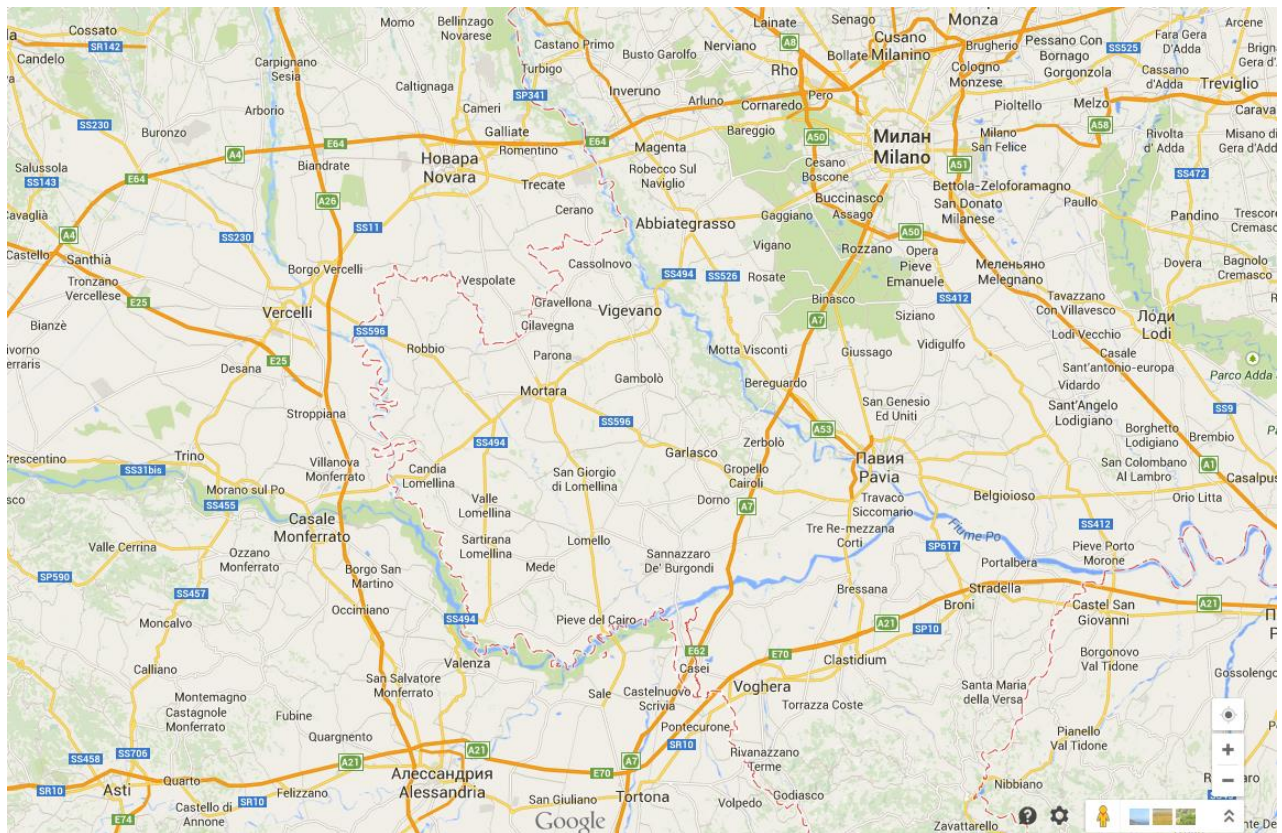 Cossato
SR142
Candelo
Momo
Bellinzago
Novarese
Carpignano
Sesia
Castano Primo
Busto Garolfo
Turbigo
SP341
Inveruno
Lainate
Nerviano
A8
Rho
Senago
Cusano
Milanino
Bollate
Monza
Brugherio
Pessano Con
Bornago
Gorgonzola
Cologno
Monzese
SS525
Fara Gera
D'Adda
Arcene
Cassano
d'Adda
Treviglio
Caltignaga
Arborio
Cameri
Galliate
Romentino
E64
Arluno
Cornaredo
Pero
Bareggio
A50
Pioltello
Melzo
A58
Rivolta
d' Adda
Misano di
Gera d'Adda
SS230
Buronzo
A4
E64
Biandrate
Новара
Novara
E64
Magenta
Robecco Sul
Naviglio
Cesano
Boscone
Милан
Milano
Milano
San Felice
A51
Salussola
SS143
E64
A26
Trecate
Cerano
Abbiategrasso
Gaggiano
Buccinasco
Assago
Bettola-Zeloforamagno
San Donato
Milanese
Paullo
SS472
Pandino
Trescore
Cremasco
Cavaglià
A4
Santhià
SS230
SS11
Vigano
Rozzano
A50
Opera
Pieve
Emanuele
Меленьяно
Melegnano
Dovera
Bagnolo
Cremasco
Tronzano
Vercellese
E25
Borgo Vercelli
Vespolate
Cassolnovo
SS494
SS526
Rosate
Binasco
SS412
Tavazzano
Con Villavesco
Лоди
Lodi
Bianzè
Vercelli
SS596
Gravellona
Cilavegna
Vigevano
A7
Siziano
Lodi Vecchio
Desana
E25
Robbio
Parona
Motta Visconti
Giussago
Vidigulfo
Casale
Sant'antonio-europa
Parco Adda
Mortara
Gambolò
Bereguardo
Vidardo
Sant'Angelo
Lodigiano
SS9
Stroppiana
SS596
San Genesio
Ed Uniti
A53
Borghetto
Lodigiano
Brembio
Crescentino
SS31bis
Trino
Villanova
Monferrato
SS494
Candia
Lomellina
San Giorgio
di Lomellina
Garlasco
Zerbolò
Gropello
Cairoli
Павия
Pavia
San Colombano
Al Lambro
A1
Casalpus
Morano sul Po
SS455
Casale
Monferrato
Valle
Lomellina
Dorno
A7
Travaco
Siccomario
Belgioioso
Orio Litta
Valle Cerrina
Ozzano
Monferrato
Sartirana
Lomellina
Lomello
Sannazzaro
De' Burgondi
Tre Re-mezzana
Corti
Fiume Po
SP617
SS412
Pieve Porto
Morone
SP590
SS457
Borgo San
Martino
Mede
Portalbera
Occimiano
Bressana
Stradella
Moncalvo
SS494
Pieve del Cairo
A21
SP10
Broni
Castel San
Giovanni
A21
Calliano
Valenza
E62
Casei
E70
Clastidium
Borgonovo
Val Tidone
Gossolengo
San Salvatore
Monferrato
Montemagno
Castagnole
Monferrato
Fubine
Sale
Castelnuovo
Scrivia
Voghera
Torrazza Coste
Santa Maria
della Versa
Quargnento
Pontecurone
SR10
Pianello
Val Tidone
SS458
SS706
A21
A21
Rivanazzano
Terme
SR10
Asti
Quarto
Алессандрия
Alessandria
E70
A7
Castello di
Annone
SR10
Felizzano
San Giuliano
Tortona
Volpedo
Godiasco
Nibbiano
E74
Google
Zavattarello